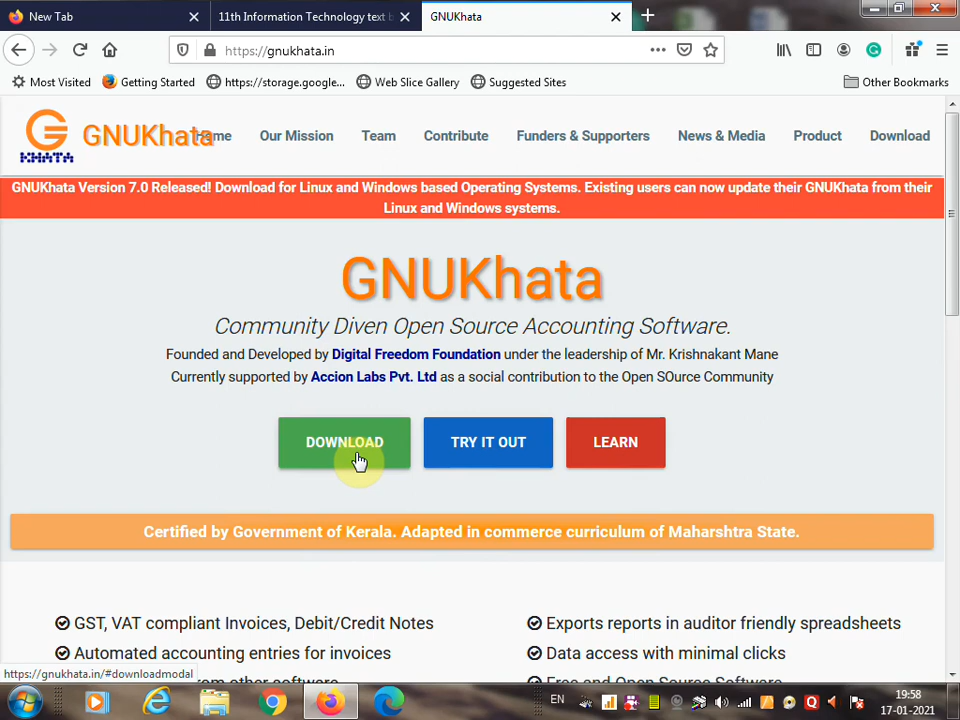 New Tab
11th Information Technology text b
GNUKhata
https://gnukhata.in
Most Visited
Getting Started
https://storage.google...
Web Slice Gallery
Suggested Sites
Other Bookmarks
KHATA
GNUKhata
Home
Our Mission
Team
Contribute
Funders & Supporters
News & Media
Product
Download
GNUKhata Version 7.0 Released! Download for Linux and Windows based Operating Systems. Existing users can now update their GNUKhata from their
Linux and Windows systems.
GNUKhata
Community Diven Open Source Accounting Software.
Founded and Developed by Digital Freedom Foundation under the leadership of Mr. Krishnakant Mane
Currently supported by Accion Labs Pvt. Ltd as a social contribution to the Open SOurce Community
DOWNLOAD
TRY IT OUT
LEARN
Certified by Government of Kerala. Adapted in commerce curriculum of Maharshtra State.
GST, VAT compliant Invoices, Debit/Credit Notes
Exports reports in auditor friendly spreadsheets
Automated accounting entries for invoices
Data access with minimal clicks
https://gnukhata.in/#downloadmodal
EN
19:58
17-01-2021